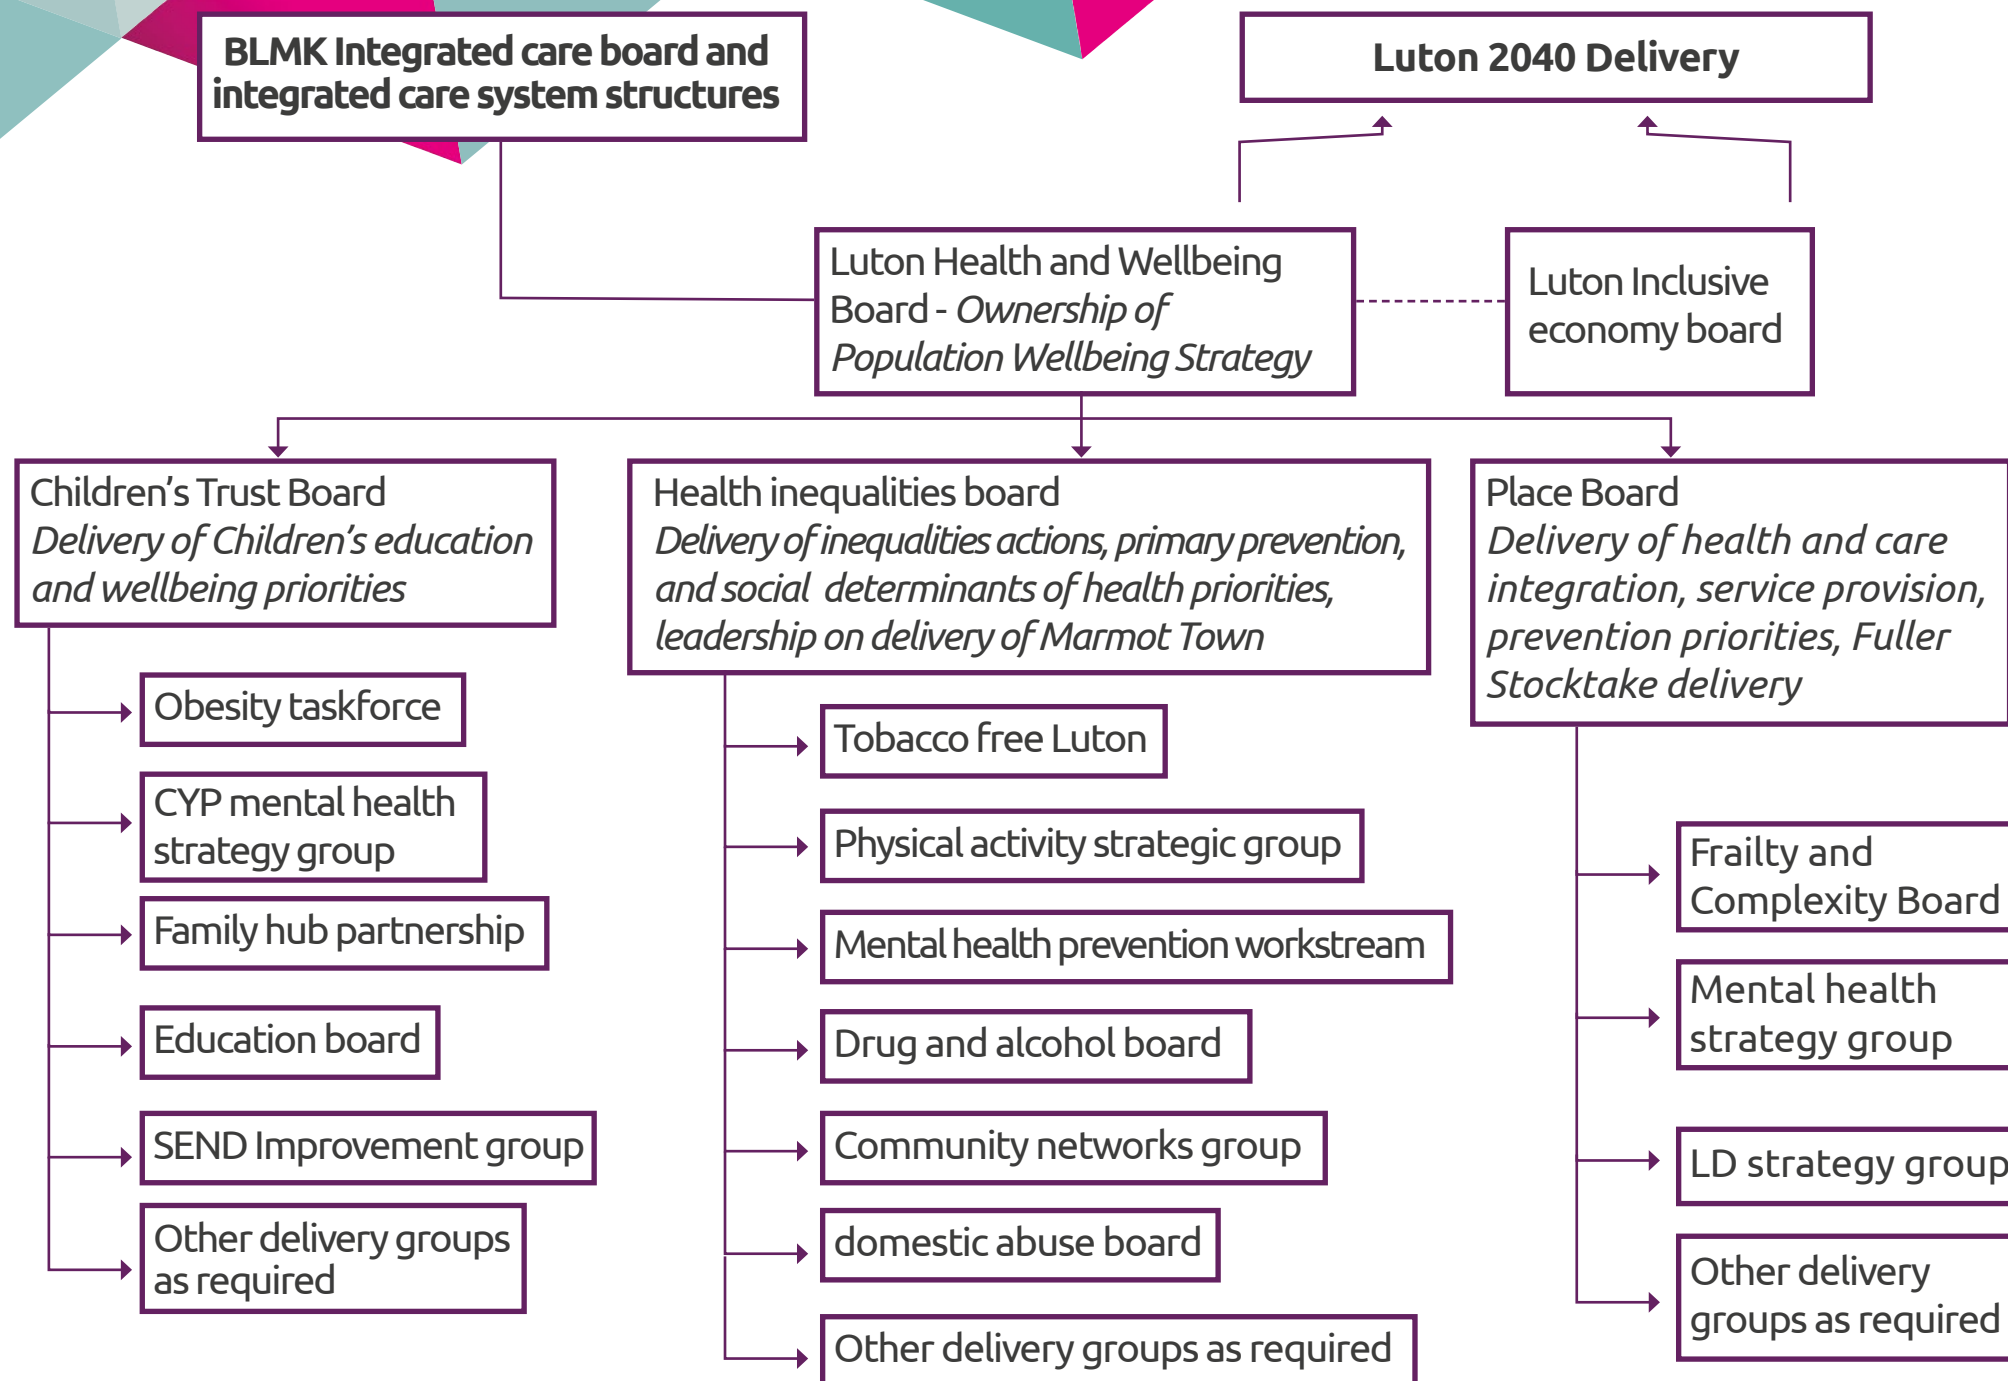 BLMK Integrated care board and
integrated care system structures
Luton 2040 Delivery
Luton Health and Wellbeing
Board - Ownership of
Population Wellbeing Strategy
Luton Inclusive
economy board
Children’s Trust Board
Delivery of Children’s education
and wellbeing priorities
Obesity taskforce
CYP mental health
strategy group
Family hub partnership
Education board
SEND Improvement group
Other delivery groups
as required
Health inequalities board
Delivery of inequalities actions, primary prevention,
and social determinants of health priorities,
leadership on delivery of Marmot Town
Tobacco free Luton
Physical activity strategic group
Mental health prevention workstream
Drug and alcohol board
Community networks group
domestic abuse board
Other delivery groups as required
Place Board
Delivery of health and care
integration, service provision,
prevention priorities, Fuller
Stocktake delivery
Frailty and
Complexity Board
Mental health
strategy group
LD strategy group
Other delivery
groups as required